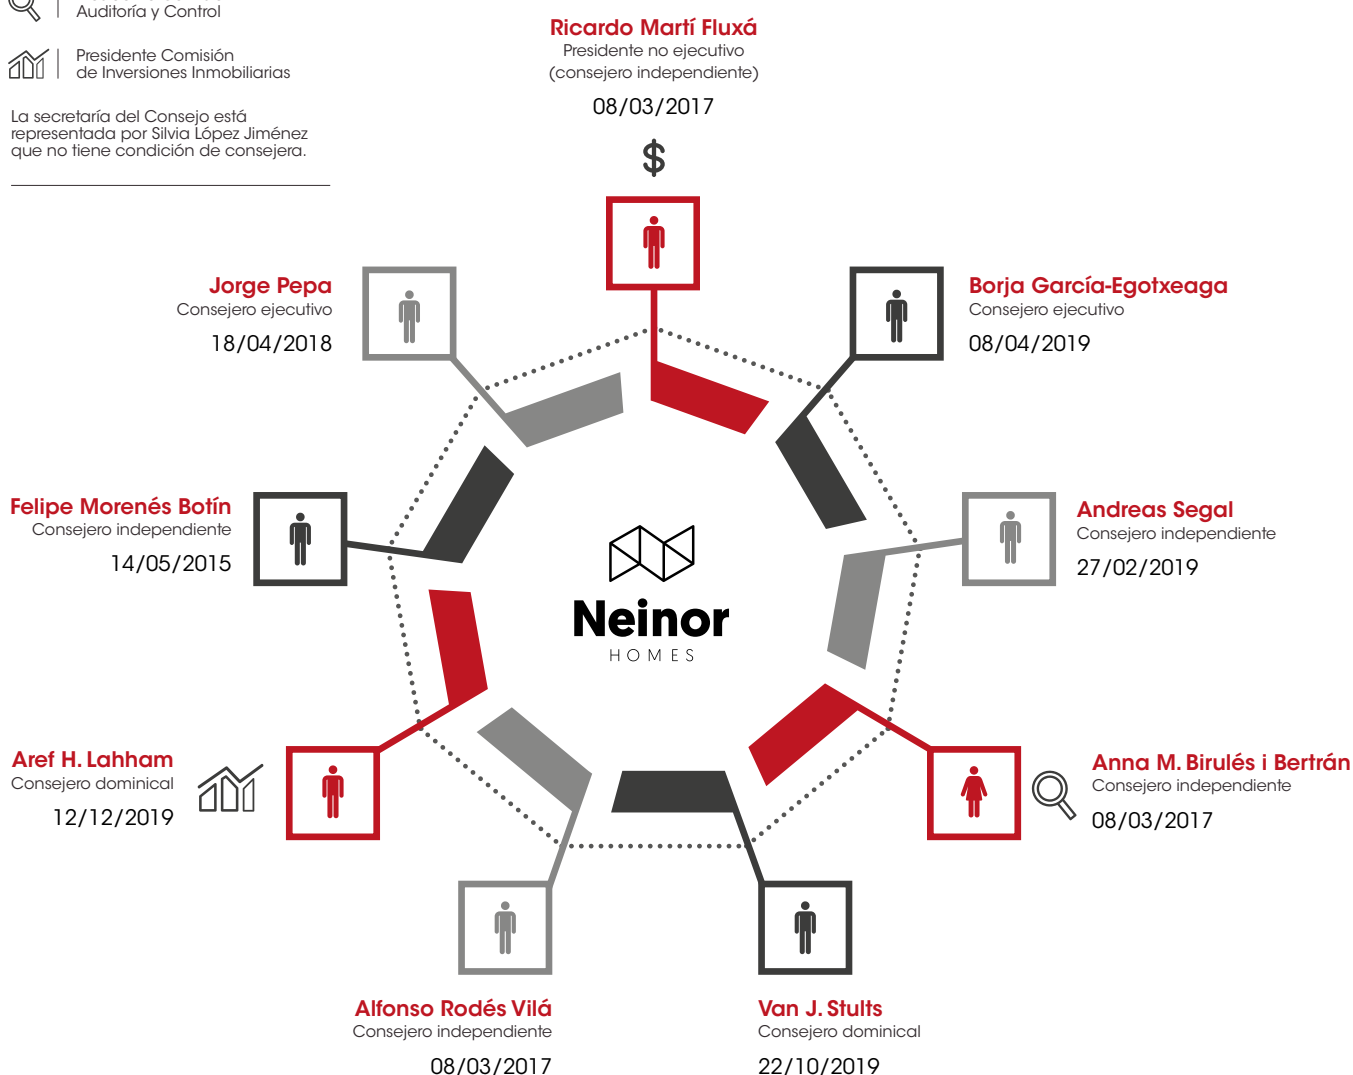 Auditoría y Control
Presidente Comisión
de Inversiones Inmobiliarias
La secretaría del Consejo está
representada por Silvia López Jiménez
que no tiene condición de consejera.
Ricardo Martí Fluxá
Presidente no ejecutivo
(consejero independiente)
08/03/2017
$
Jorge Pepa
Consejero ejecutivo
18/04/2018
Borja García-Egotxeaga
Consejero ejecutivo
08/04/2019
Felipe Morenés Botín
Consejero independiente
14/05/2015
Andreas Segal
Consejero independiente
27/02/2019
Neinor
HOMES
Aref H. Lahham
Consejero dominical
12/12/2019
Anna M. Birulés i Bertrán
Consejero independiente
08/03/2017
Alfonso Rodés Vilá
Consejero independiente
08/03/2017
Van J. Stults
Consejero dominical
22/10/2019